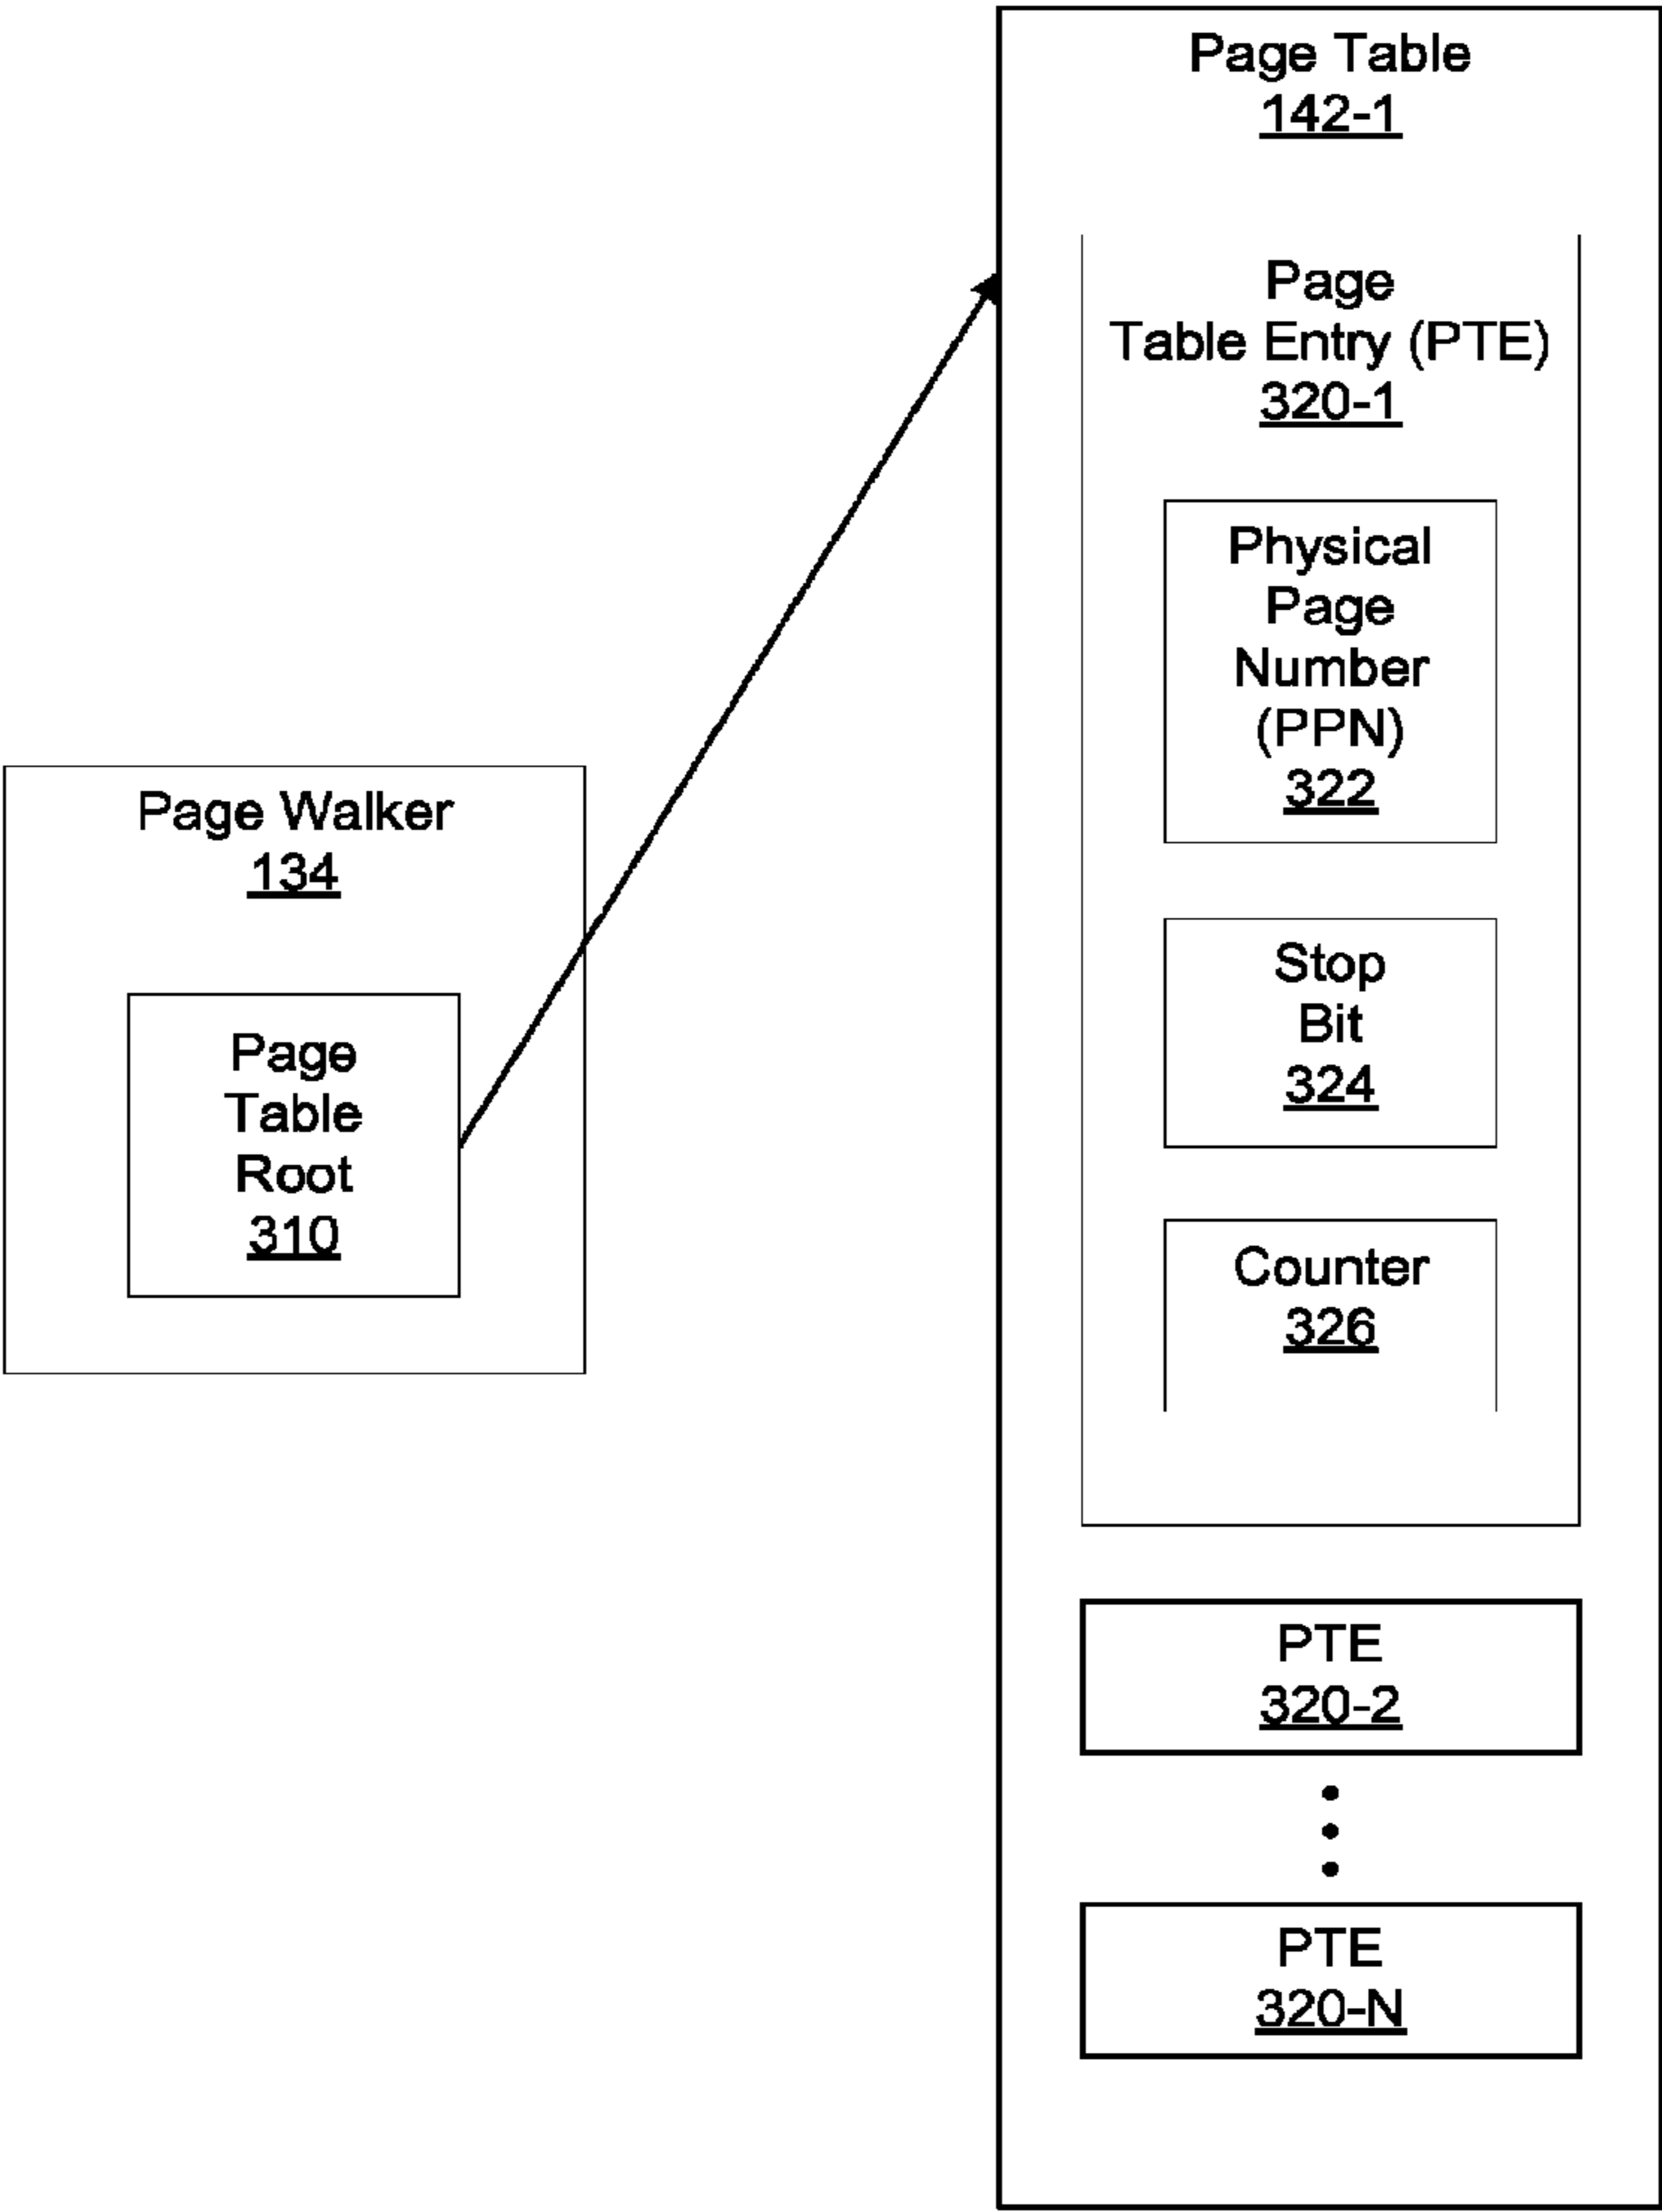 Page Table
142-1
Page
Table Entry (PTE)
320-1
Physical
Page
Number
(PPN)
322
Stop
Bit
324
Counter
326
PTE
320-2
PTE
320-N
Page Walker
134
Page
Table
Root
310